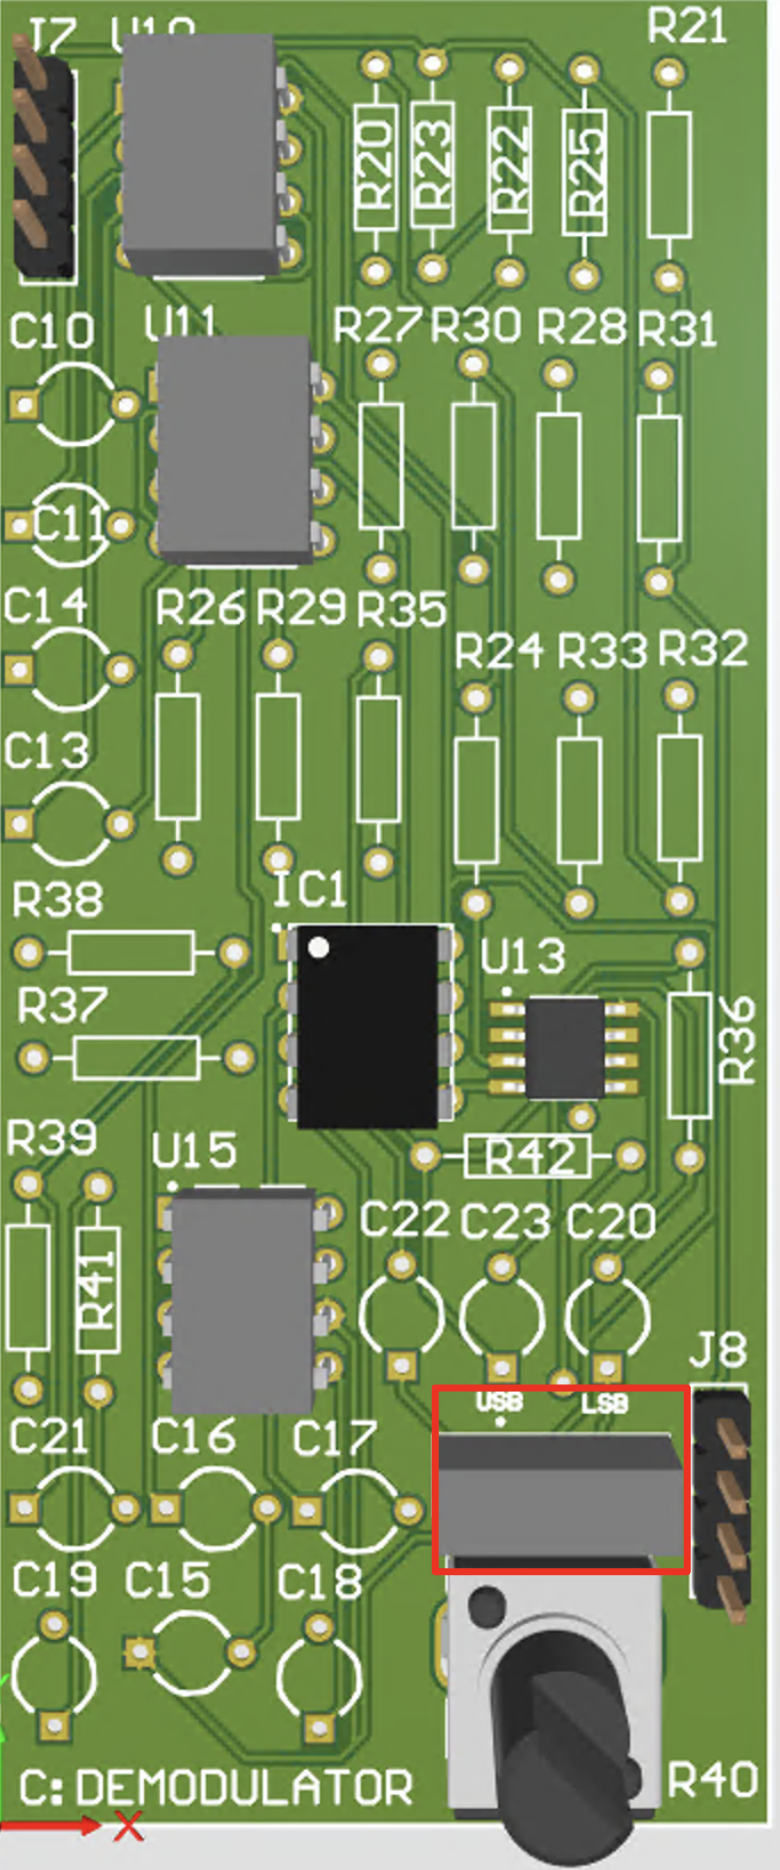 J7 U10 R21
R20 R23 R22 R25
C10 U11 R27 R30 R28 R31
C11
C14 R26 R29 R35
R24 R33 R32
C13
R38 IC1
U13
R37 R36
R39 U15 R42
C22 C23 C20
R41
J8
USB LSB
C21 C16 C17
C19 C15 C18
C: DEMODULATOR R40
X